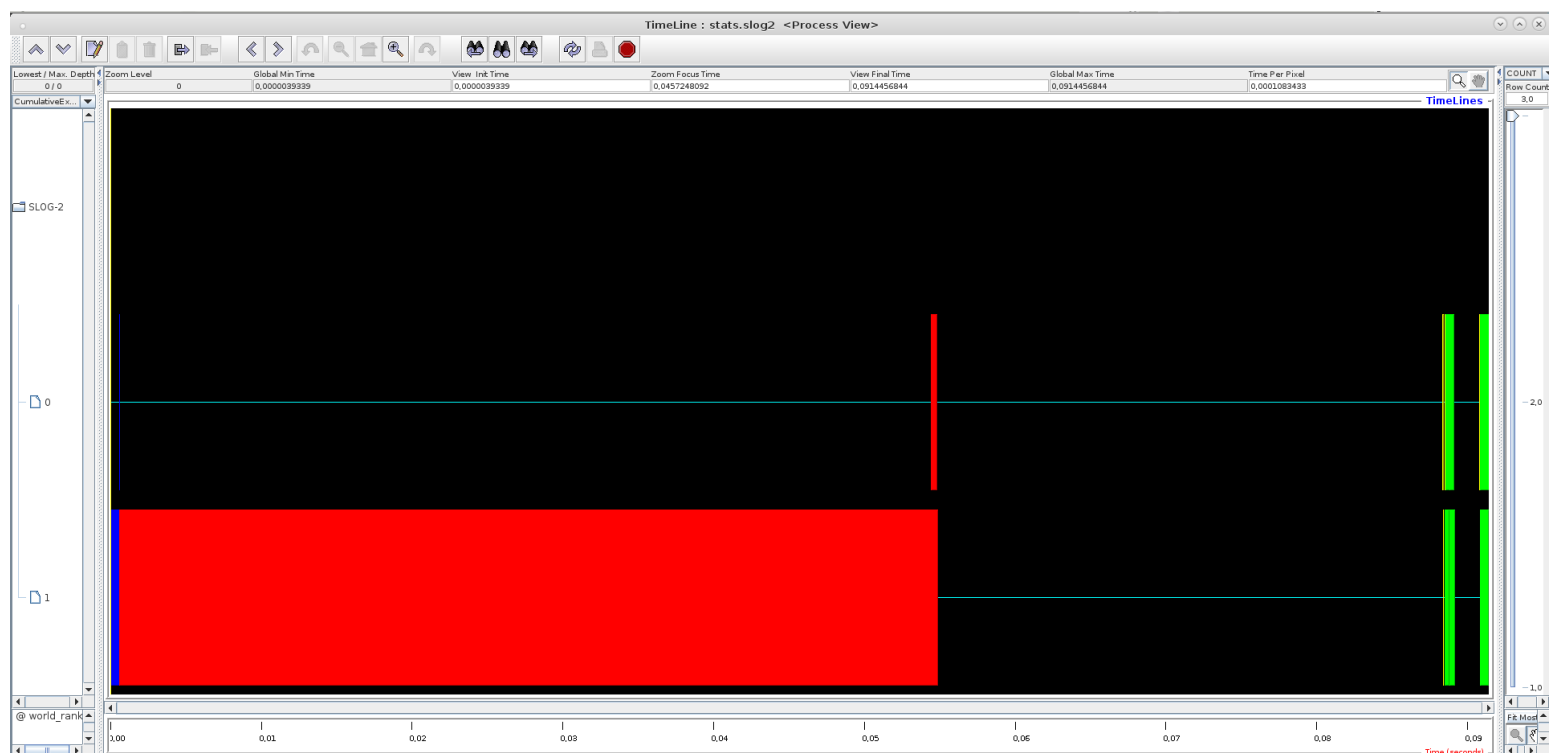 TimeLine : stats.slog2 <Process View>
Lowest / Max. Depth Zoom Level Global Min Time View Init Time Zoom Focus Time View Final Time Global Max Time Time Per Pixel COUNT
0 / 0 0 0,0000039339 0,0000039339 0,0457248092 0,0914456844 0,0914456844 0,0001083433 Row Count
CumulativeEx... TimeLines 3,0
SLOG-2
0 2,0
1
1,0
@ world_rank Fit Most
0,00 0,01 0,02 0,03 0,04 0,05 0,06 0,07 0,08 0,09
Time (seconds)